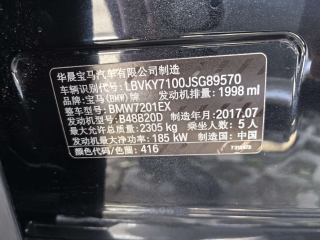 华晨宝马汽车有限公司制造
车辆识别代号: LBVKY7100JSG89570
品牌: 宝马(BMW)牌 发动机排量: 1998 ml
型号: BMW7201EX
发动机型号: B48B20D 制造年月: 2017.07
最大允许总质量: 2305 kg 乘坐人数: 5 人
发动机最大净功率: 185 kW 制造国: 中国
颜色代码/色圈: 416